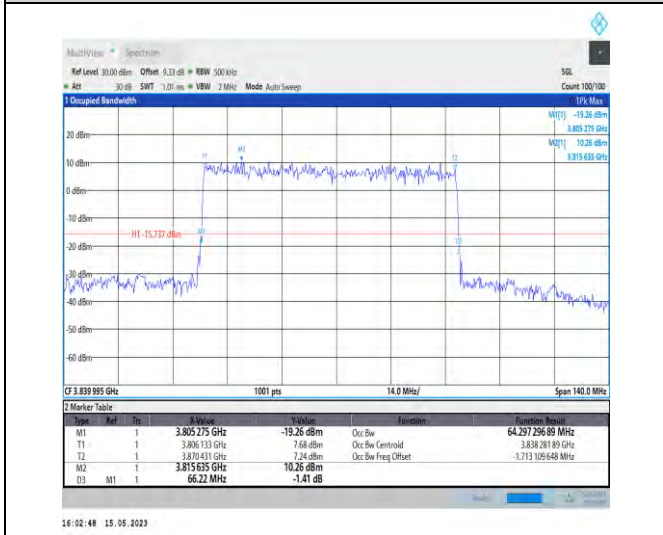 MultiView Spectrum
Ref Level 30.00 dBm Offset 9.33 dB RBW 500 kHz SGL
Att 30 dB SWT 1.01 ms VBW 2 MHz Mode Auto Sweep Count 100/100
1 Occupied Bandwidth 1Pk Max
M1[1] -19.26 dBm
3.805 275 GHz
M2[1] 10.26 dBm
3.815 635 GHz
20 dBm
10 dBm
0 dBm
-10 dBm
H1 -15.737 dBm
-20 dBm
-30 dBm
-40 dBm
-50 dBm
-60 dBm
T1
M2
T2
M1
D3
CF 3.839 995 GHz 1001 pts 14.0 MHz/ Span 140.0 MHz
2 Marker Table
Type Ref Trc X-Value Y-Value Function Function Result
M1 1 3.805 275 GHz -19.26 dBm Occ Bw 64.297 296 89 MHz
T1 1 3.806 133 GHz 7.68 dBm Occ Bw Centroid 3.838 281 89 GHz
T2 1 3.870 431 GHz 7.24 dBm Occ Bw Freq Offset -1.713 109 648 MHz
M2 1 3.815 635 GHz 10.26 dBm
D3 M1 1 66.22 MHz -1.41 dB
16:02:48 15.05.2023